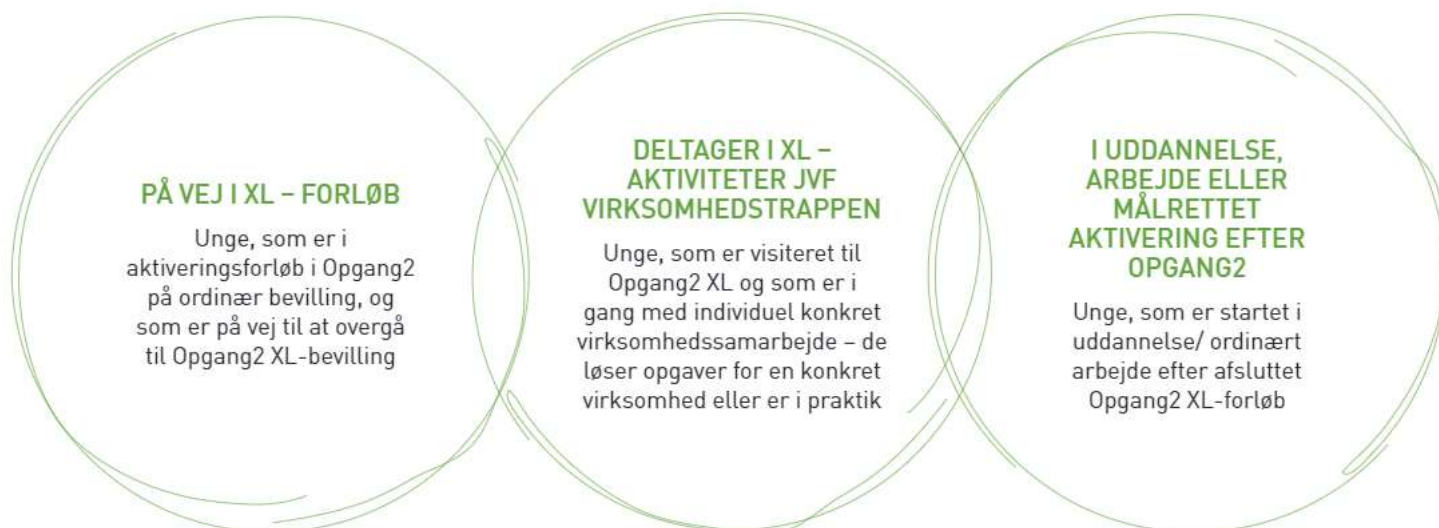 PÅ VEJ I XL – FORLØB
Unge, som er i
aktiveringsforløb i Opgang2
på ordinær bevilling, og
som er på vej til at overgå
til Opgang2 XL-bevilling
DELTAGER I XL –
AKTIVITETER JVF
VIRKSOMHEDSTRAPPEN
Unge, som er visiteret til
Opgang2 XL og som er i
gang med individuel konkret
virksomhedssamarbejde – de
løser opgaver for en konkret
virksomhed eller er i praktik
I UDDANNELSE,
ARBEJDE ELLER
MÅLRETTET
AKTIVERING EFTER
OPGANG2
Unge, som er startet i
uddannelse/ ordinært
arbejde efter afsluttet
Opgang2 XL-forløb